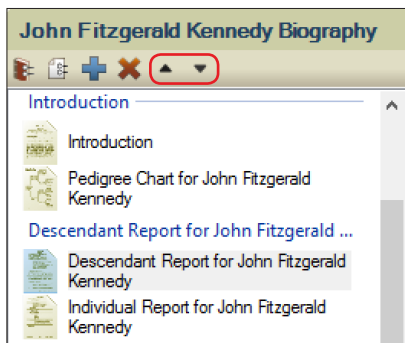 John Fitzgerald Kennedy Biography
Introduction
Introduction
Pedigree Chart for John Fitzgerald
Kennedy
Descendant Report for John Fitzgerald ...
Descendant Report for John Fitzgerald
Kennedy
Individual Report for John Fitzgerald
Kennedy